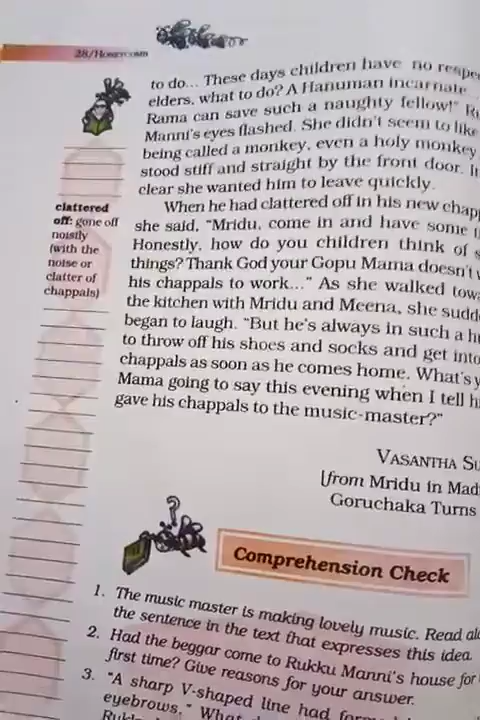 28/Honeycomb
to do... These days children have no
elders, what to do? A Hanuman incarnate
Rama can save such a naughty fellow!"
Manni's eyes flashed. She didn't seem to like
being called a monkey, even a holy monkey
stood stiff and straight by the front door.
clear she wanted him to leave quickly.
clattered
off: gone off
noisily
(with the
noise or
clatter of
chappals)
When he had clattered off in his new
she said, "Mridu, come in and have some
Honestly, how do you children think of
things? Thank God your Gopu Mama doesn't
his chappals to work..." As she walked
the kitchen with Mridu and Meena, she
began to laugh. "But he's always in such a
to throw off his shoes and socks and get into
chappals as soon as he comes home. What's
Mama going to say this evening when I tell
gave his chappals to the music-master?"
VASANTHA
[from Mridu in
Goruchaka Turns
?
Comprehension Check
1. The music master is making lovely music. Read
the sentence in the text that expresses this idea.
2. Had the beggar come to Rukku Manni's house for
first time? Give reasons for your answer.
3. "A sharp V-shaped line had
eyebrows." What